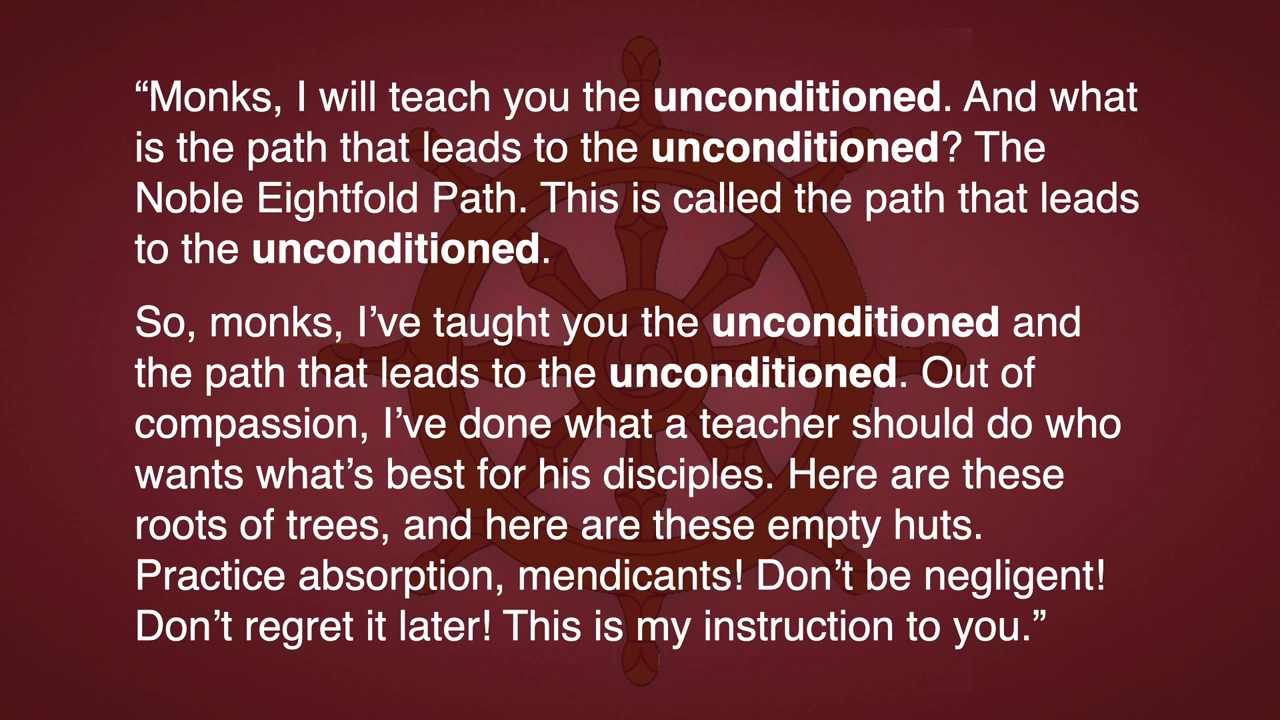 “Monks, I will teach you the unconditioned. And what
is the path that leads to the unconditioned? The
Noble Eightfold Path. This is called the path that leads
to the unconditioned.
So, monks, I’ve taught you the unconditioned and
the path that leads to the unconditioned. Out of
compassion, I’ve done what a teacher should do who
wants what’s best for his disciples. Here are these
roots of trees, and here are these empty huts.
Practice absorption, mendicants! Don’t be negligent!
Don’t regret it later! This is my instruction to you.”